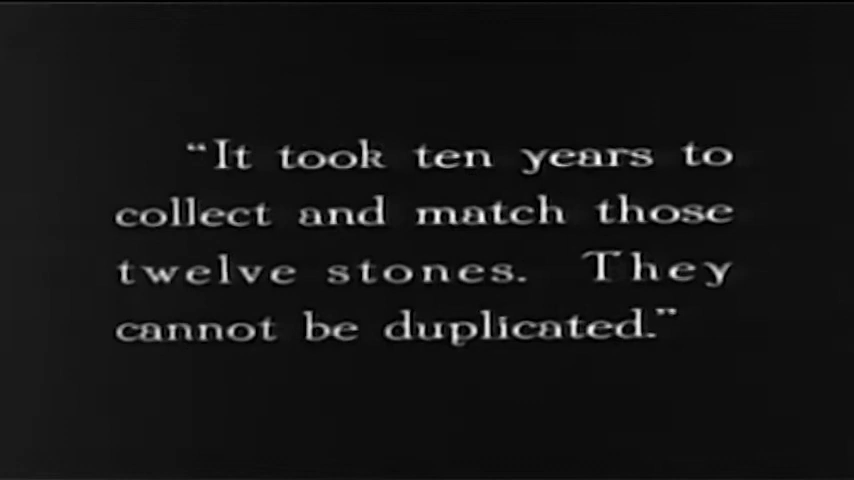 “It took ten years to
collect and match those
twelve stones. They
cannot be duplicated.”